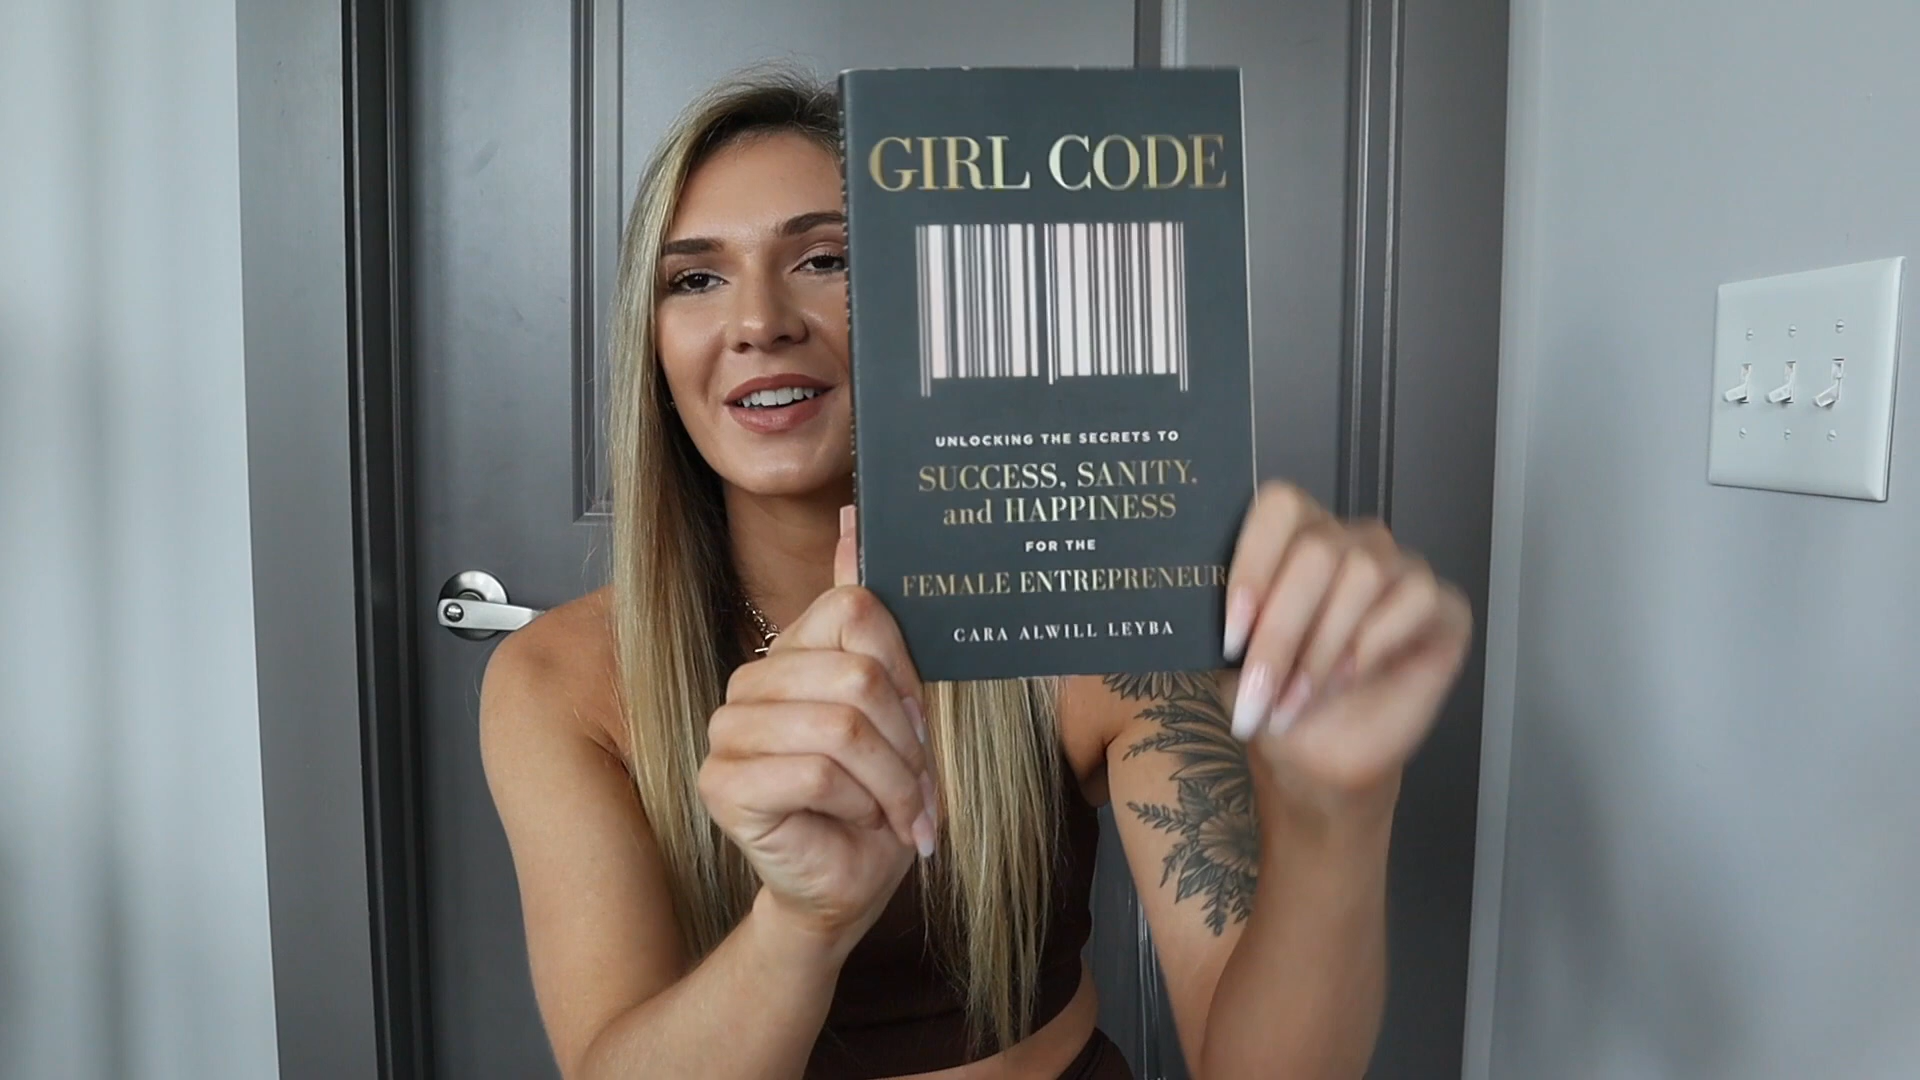 GIRL CODE
UNLOCKING THE SECRETS TO
SUCCESS, SANITY,
and HAPPINESS
FOR THE
FEMALE ENTREPRENEUR
CARA ALWILL LEYBA